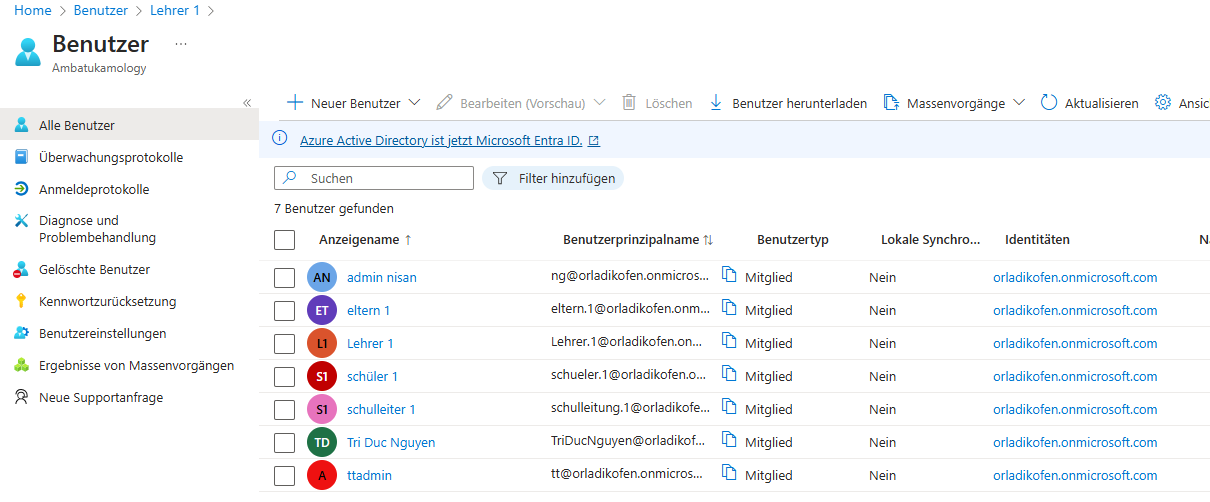 Home > Benutzer > Lehrer 1 >
Benutzer ...
Ambatukamology
«
Neuer Benutzer Bearbeiten (Vorschau) Löschen Benutzer herunterladen Massenvorgänge Aktualisieren Ansic
Azure Active Directory ist jetzt Microsoft Entra ID.
Alle Benutzer
Überwachungsprotokolle
Anmeldeprotokolle
Diagnose und
Problembehandlung
Gelöschte Benutzer
Kennwortzurücksetzung
Benutzereinstellungen
Ergebnisse von Massenvorgängen
Neue Supportanfrage
Suchen Filter hinzufügen
7 Benutzer gefunden
Anzeigename ↑ Benutzerprinzipalname ↑↓ Benutzertyp Lokale Synchro... Identitäten Na
AN admin nisan ng@orladikofen.onmicros... Mitglied Nein orladikofen.onmicrosoft.com
ET eltern 1 eltern.1@orladikofen.onm... Mitglied Nein orladikofen.onmicrosoft.com
L1 Lehrer 1 Lehrer.1@orladikofen.on... Mitglied Nein orladikofen.onmicrosoft.com
S1 schüler 1 schueler.1@orladikofen.o... Mitglied Nein orladikofen.onmicrosoft.com
S1 schulleiter 1 schulleitung.1@orladikofe... Mitglied Nein orladikofen.onmicrosoft.com
TD Tri Duc Nguyen TriDucNguyen@orladikof... Mitglied Nein orladikofen.onmicrosoft.com
A ttadmin tt@orladikofen.onmicros... Mitglied Nein orladikofen.onmicrosoft.com